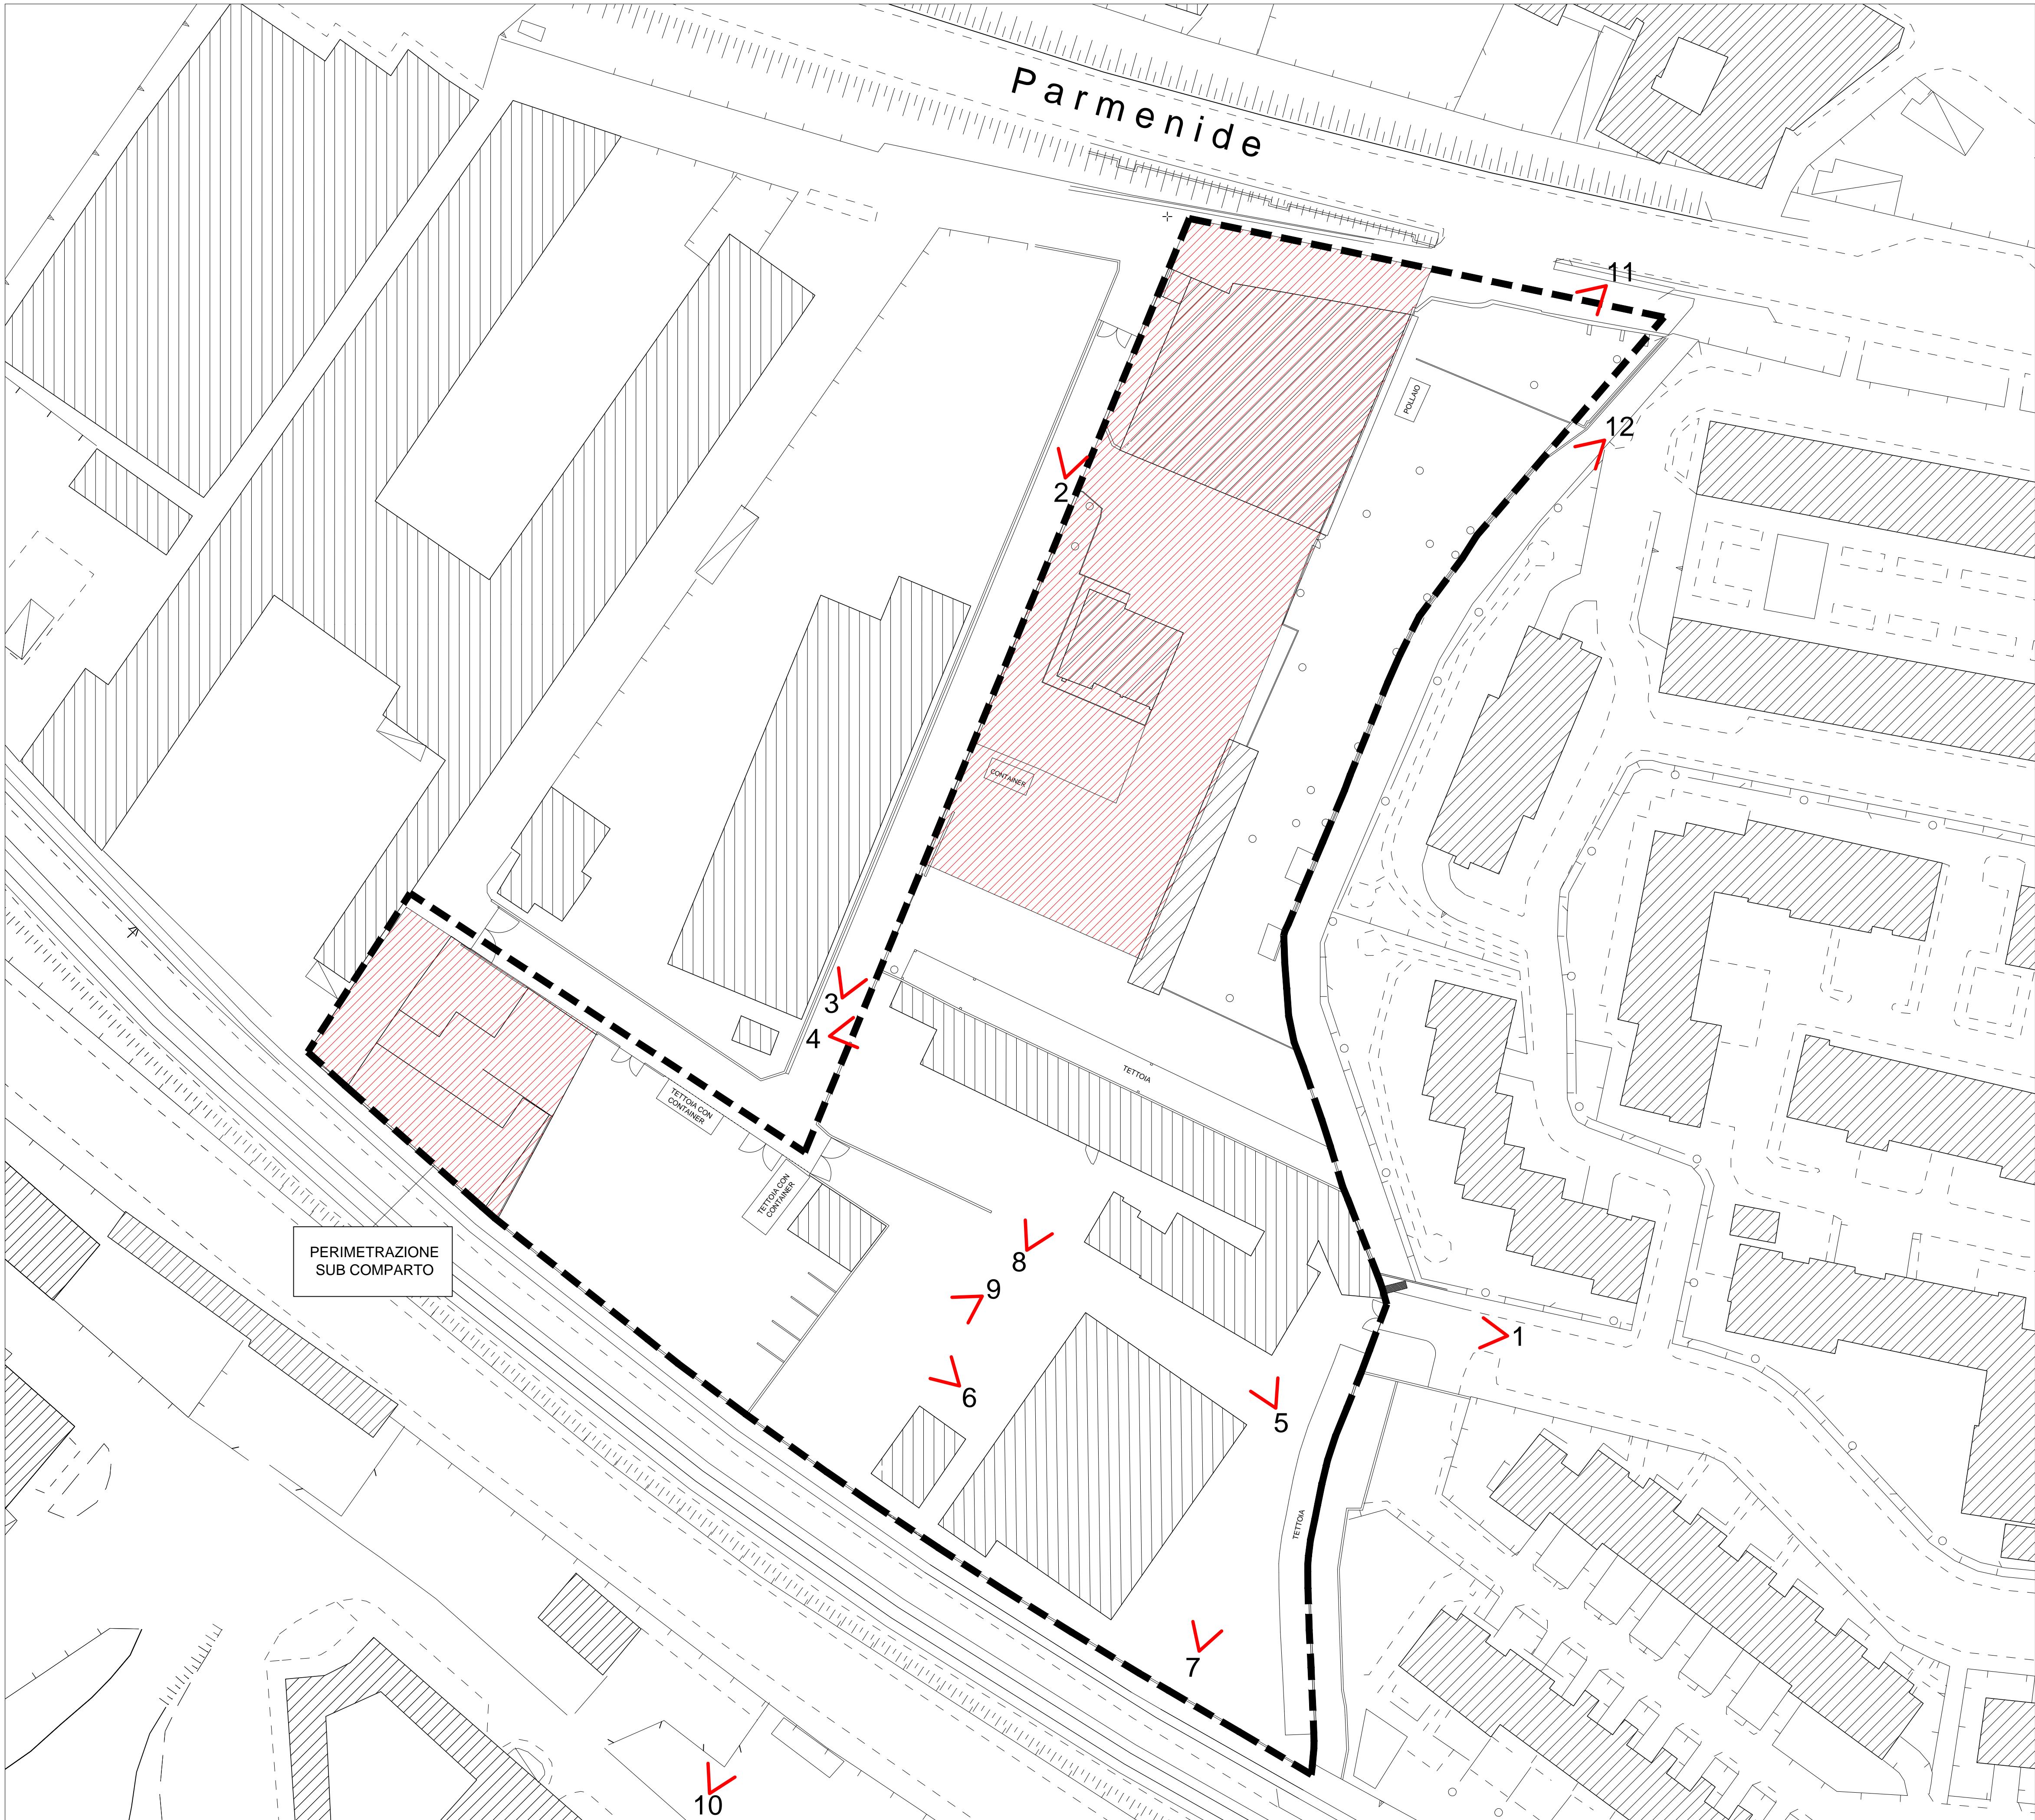 Parmenide
11
POLLAIO
12
2
CONTAINER
3
4
TETTOIA
TETTOIA CON
CONTAINER
TETTOIA CON
CONTAINER
PERIMETRAZIONE
SUB COMPARTO
8
9
1
6
5
TETTOIA
7
10